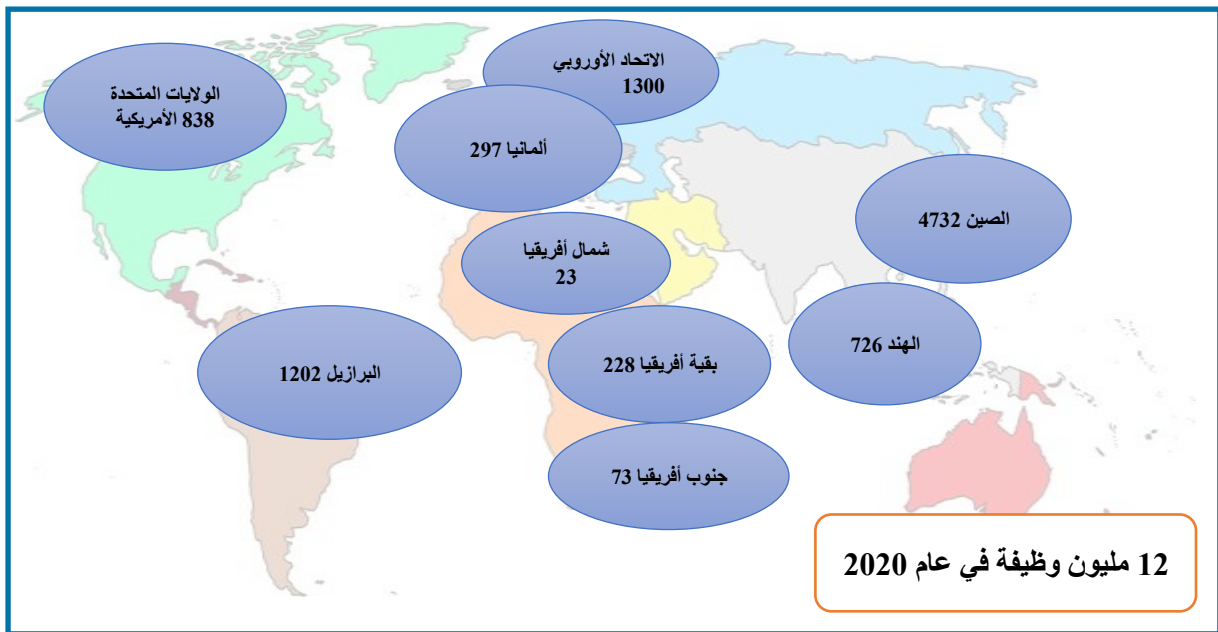 الاتحاد الأوروبي
1300
الولايات المتحدة
الأمريكية 838
ألمانيا 297
الصين 4732
شمال أفريقيا
23
الهند 726
بقية أفريقيا 228
البرازيل 1202
جنوب أفريقيا 73
12 مليون وظيفة في عام 2020